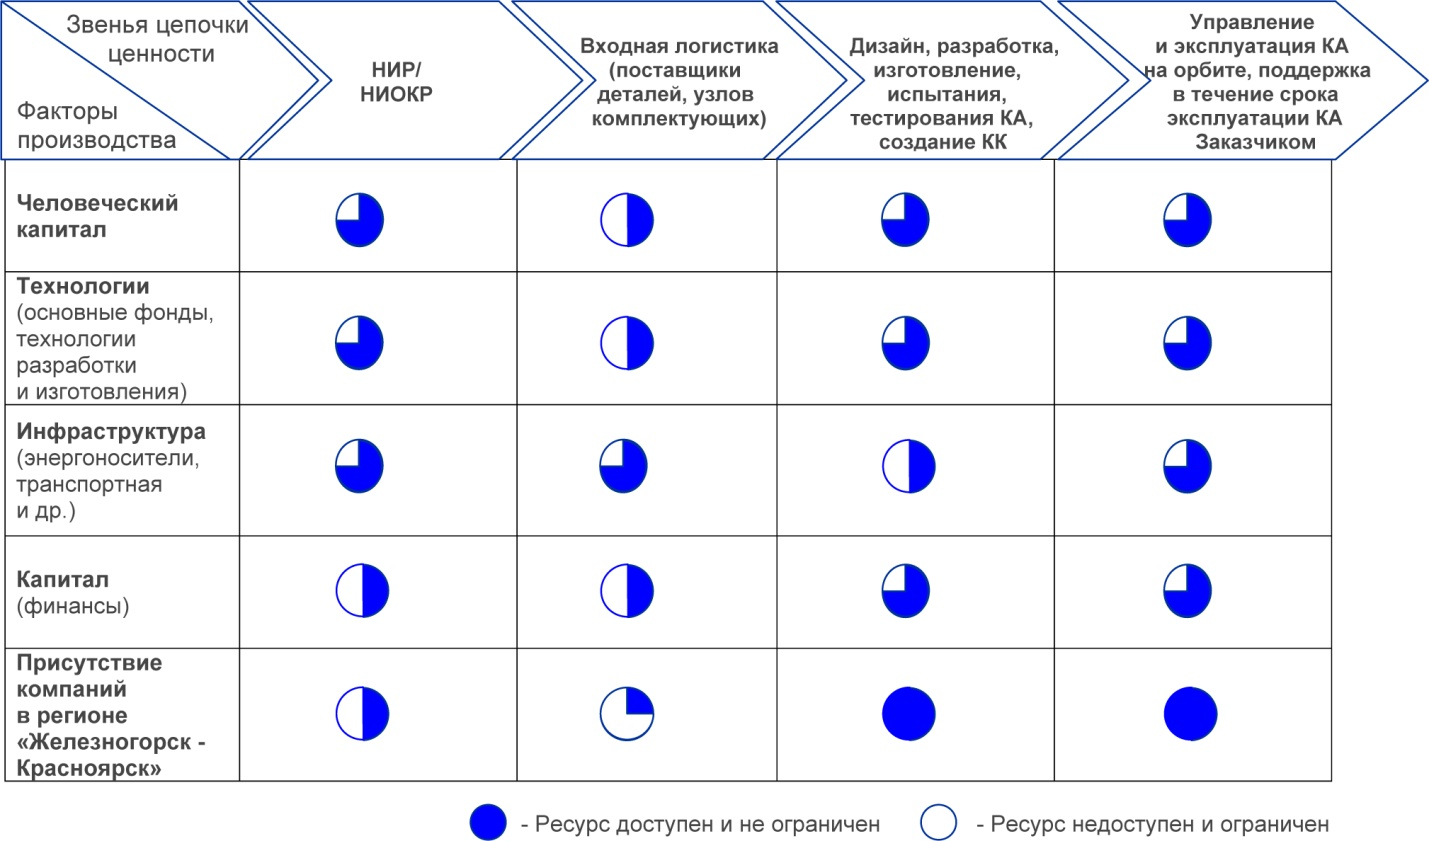 Звенья цепочки
ценности
Факторы
производства
НИР/
НИОКР
Входная логистика
(поставщики
деталей, узлов
комплектующих)
Дизайн, разработка,
изготовление,
испытания,
тестирования КА,
создание КК
Управление
и эксплуатация КА
на орбите, поддержка
в течение срока
эксплуатации КА
Заказчиком
Человеческий
капитал
Технологии
(основные фонды,
технологии
разработки
и изготовления)
Инфраструктура
(энергоносители,
транспортная
и др.)
Капитал
(финансы)
Присутствие
компаний
в регионе
«Железногорск -
Красноярск»
- Ресурс доступен и не ограничен
- Ресурс недоступен и ограничен